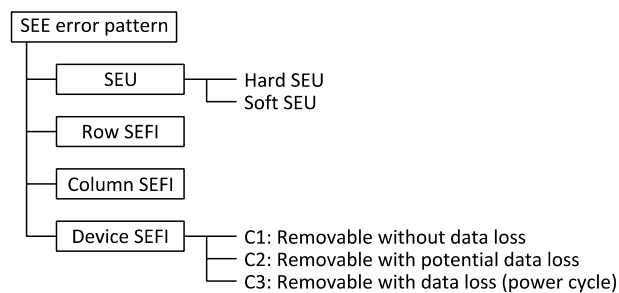 SEE error pattern
SEU
Hard SEU
Soft SEU
Row SEFI
Column SEFI
Device SEFI
C1: Removable without data loss
C2: Removable with potential data loss
C3: Removable with data loss (power cycle)